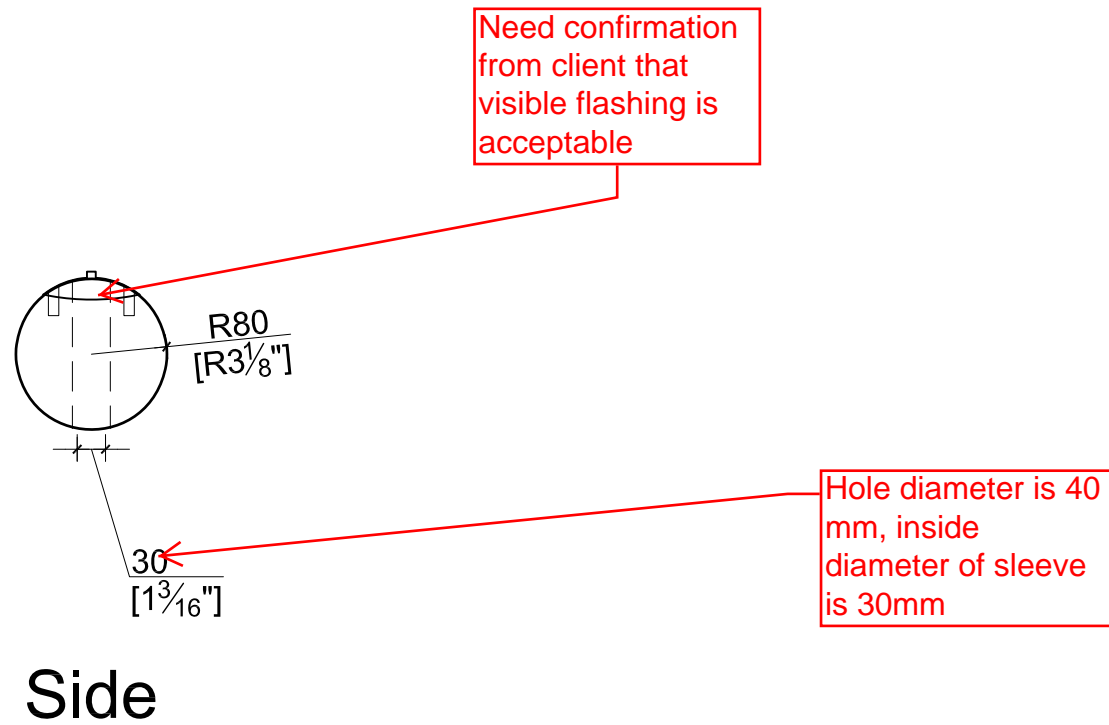 Need confirmation
from client that
visible flashing is
acceptable
R80
[R3⅛"]
Hole diameter is 40
mm, inside
diameter of sleeve
is 30mm
30
[1³⁄₁₆"]
Side